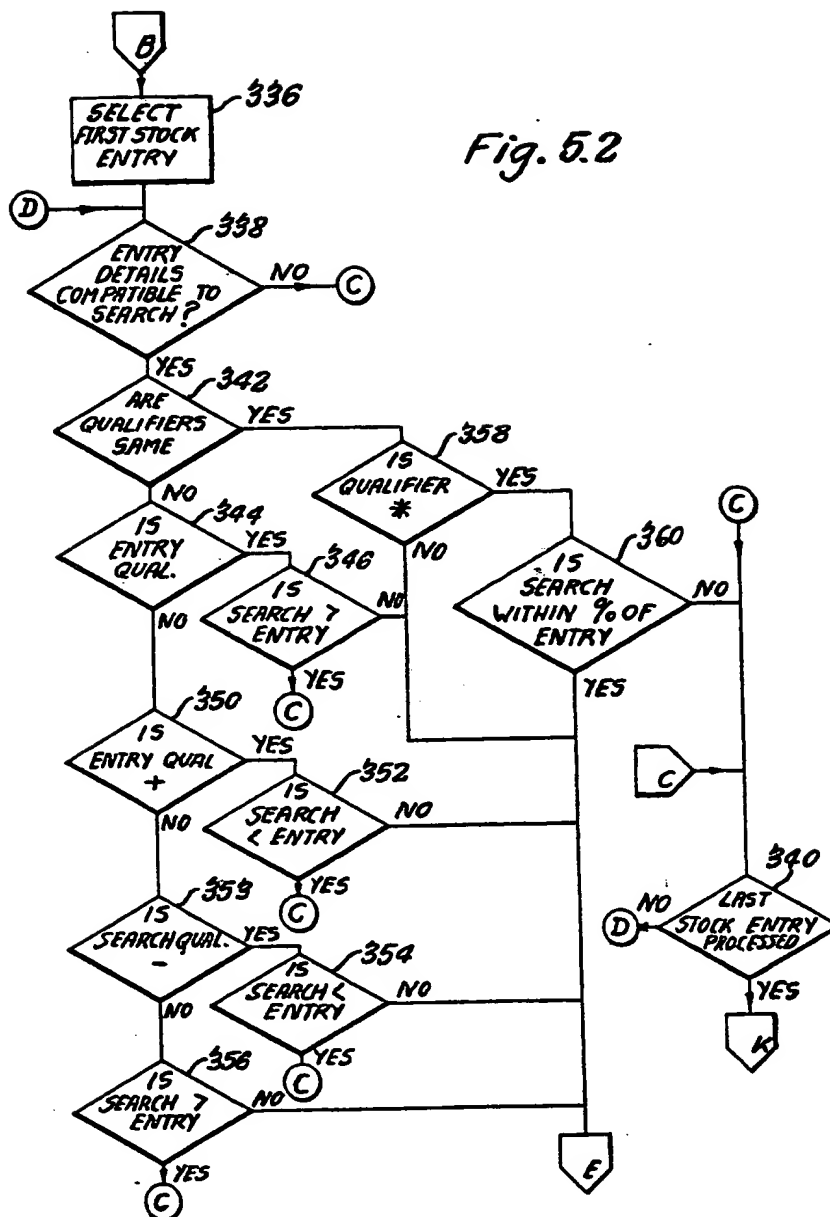 B
336
SELECT
FIRST STOCK
ENTRY
Fig. 5.2
D
338
ENTRY
DETAILS
COMPATIBLE TO
SEARCH?
NO
C
YES
342
ARE
QUALIFIERS
SAME
YES
358
IS
QUALIFIER
*
YES
NO
C
NO
344
IS
ENTRY
QUAL.
YES
346
IS
SEARCH >
ENTRY
NO
YES
C
360
IS
SEARCH
WITHIN % OF
ENTRY
NO
YES
NO
350
IS
ENTRY QUAL
+
YES
352
IS
SEARCH
< ENTRY
NO
YES
C
C
340
LAST
STOCK ENTRY
PROCESSED
NO
D
YES
K
NO
353
IS
SEARCH QUAL.
-
YES
354
IS
SEARCH <
ENTRY
NO
YES
C
NO
356
IS
SEARCH >
ENTRY
NO
YES
C
E